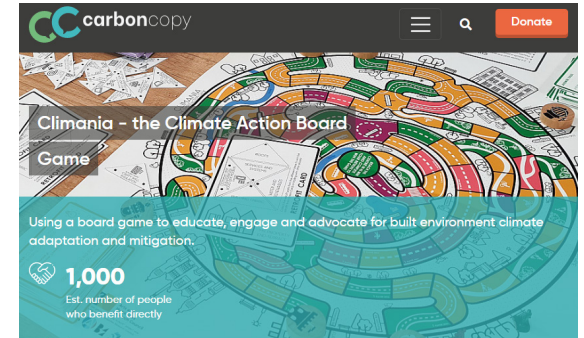 carboncopy
Donate
Climania - the Climate Action Board
Game
Using a board game to educate, engage and advocate for built environment climate
adaptation and mitigation.
1,000
Est. number of people
who benefit directly